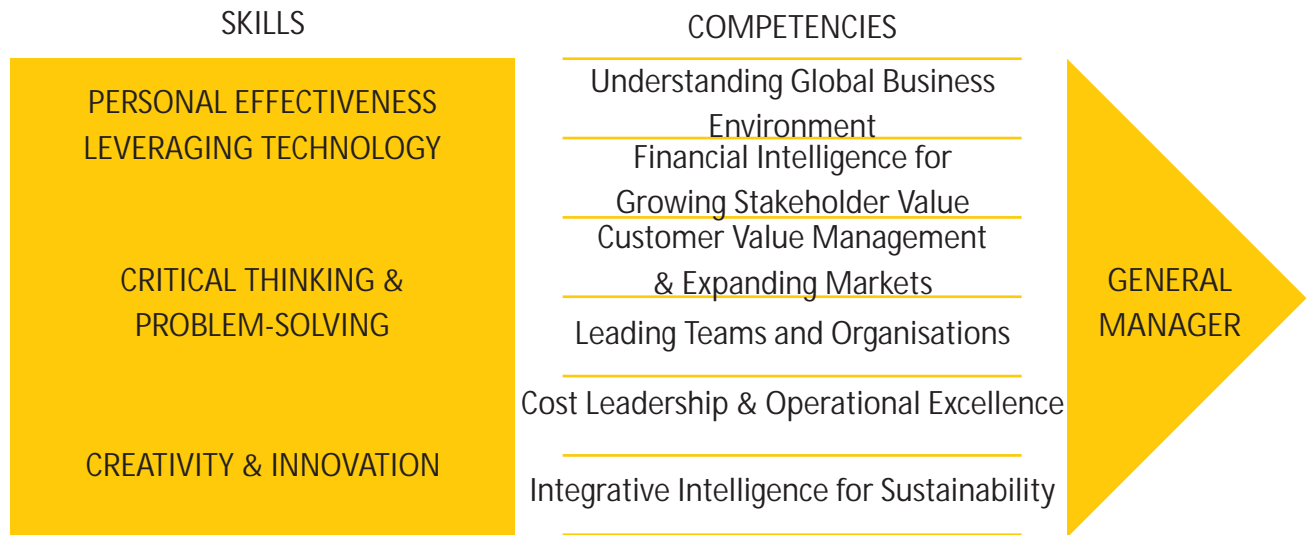 SKILLS
COMPETENCIES
PERSONAL EFFECTIVENESS
LEVERAGING TECHNOLOGY
CRITICAL THINKING &
PROBLEM-SOLVING
CREATIVITY & INNOVATION
Understanding Global Business
Environment
Financial Intelligence for
Growing Stakeholder Value
Customer Value Management
& Expanding Markets
Leading Teams and Organisations
Cost Leadership & Operational Excellence
Integrative Intelligence for Sustainability
GENERAL
MANAGER